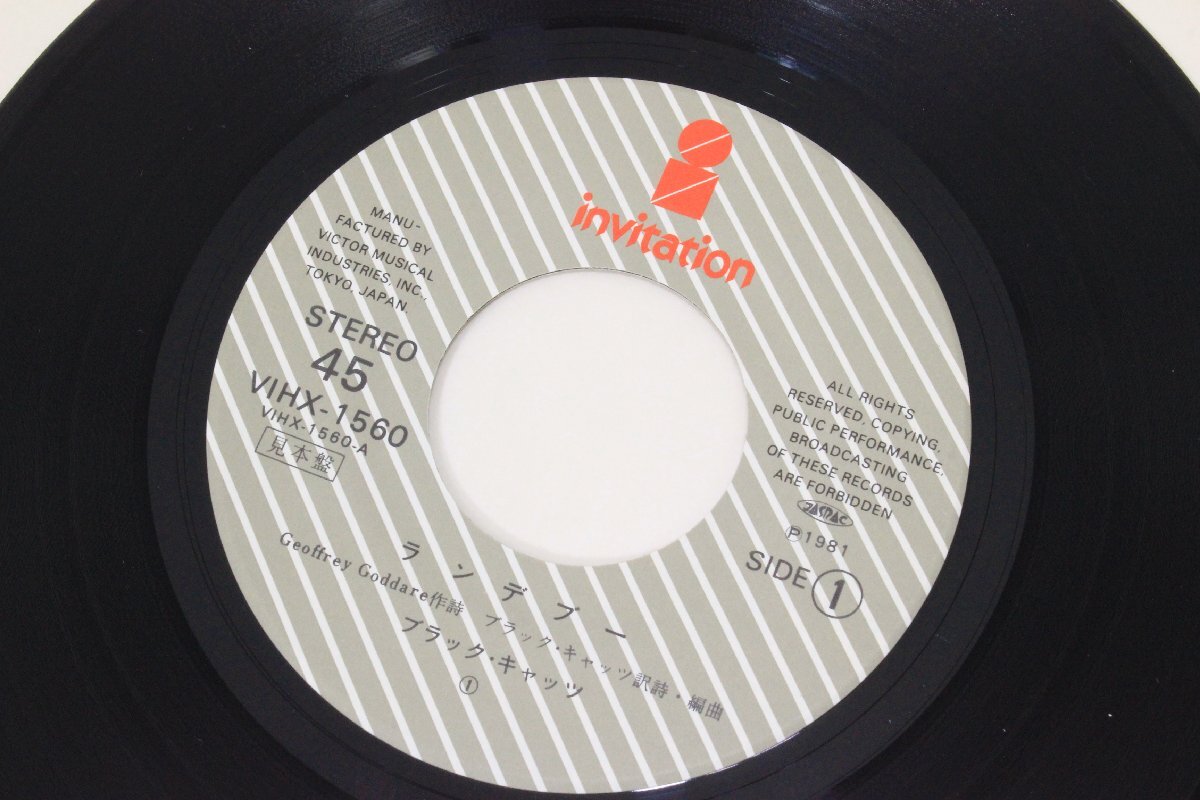 invitation
MANU-
FACTURED BY
VICTOR MUSICAL
INDUSTRIES, INC.,
TOKYO, JAPAN.
STEREO
45
VIHX-1560
VIHX-1560-A
見本盤
ALL RIGHTS
RESERVED, COPYING,
PUBLIC PERFORMANCE,
BROADCASTING
OF THESE RECORDS
ARE FORBIDDEN
JASRAC
Ⓟ1981
SIDE 1
ランデブー
Geoffrey Goddare作詩 ブラック・キャッツ訳詩・編曲
ブラック・キャッツ
①